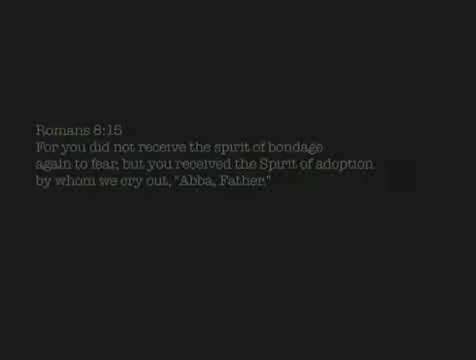 Romans 8:15
For you did not receive the spirit of bondage
again to fear, but you received the Spirit of adoption
by whom we cry out, "Abba, Father."